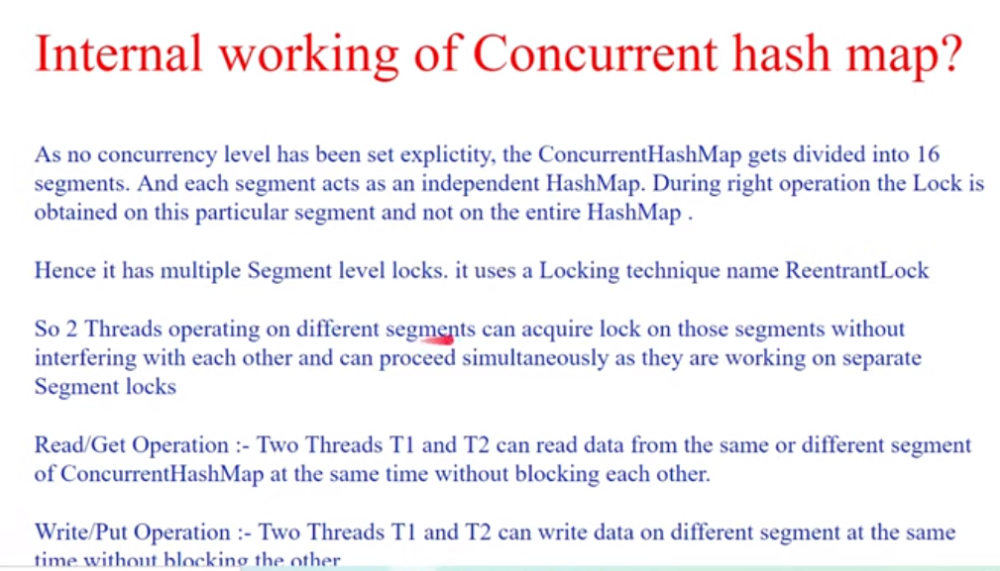 Internal working of Concurrent hash map?
As no concurrency level has been set explictity, the ConcurrentHashMap gets divided into 16
segments. And each segment acts as an independent HashMap. During right operation the Lock is
obtained on this particular segment and not on the entire HashMap .
Hence it has multiple Segment level locks. it uses a Locking technique name ReentrantLock
So 2 Threads operating on different segments can acquire lock on those segments without
interfering with each other and can proceed simultaneously as they are working on separate
Segment locks
Read/Get Operation :- Two Threads T1 and T2 can read data from the same or different segment
of ConcurrentHashMap at the same time without blocking each other.
Write/Put Operation :- Two Threads T1 and T2 can write data on different segment at the same
time without blocking the other